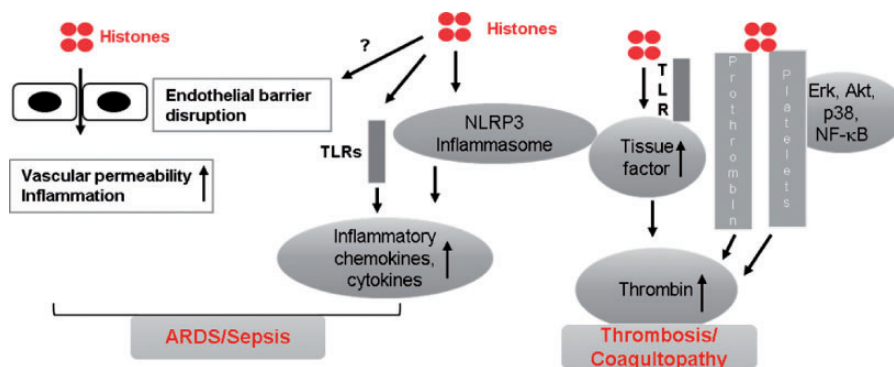 Histones
?
Histones
Endothelial barrier
disruption
Vascular permeability
Inflammation
TLRs
NLRP3
Inflammasome
Inflammatory
chemokines,
cytokines
ARDS/Sepsis
TLR
Tissue
factor
Prothrombin
Platelets
Erk, Akt,
p38,
NF-κB
Thrombin
Thrombosis/
Coagultopathy